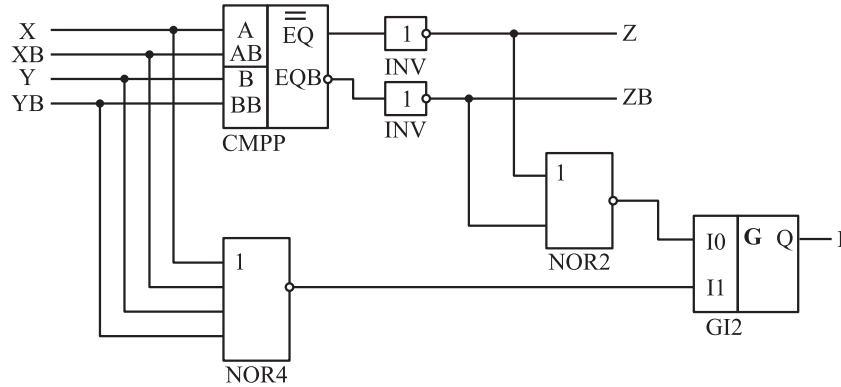 X
XB
Y
YB
A
AB
B
BB
EQ
EQB
CMPP
1
INV
1
INV
Z
ZB
1
NOR2
1
NOR4
I0
I1
G
Q
GI2